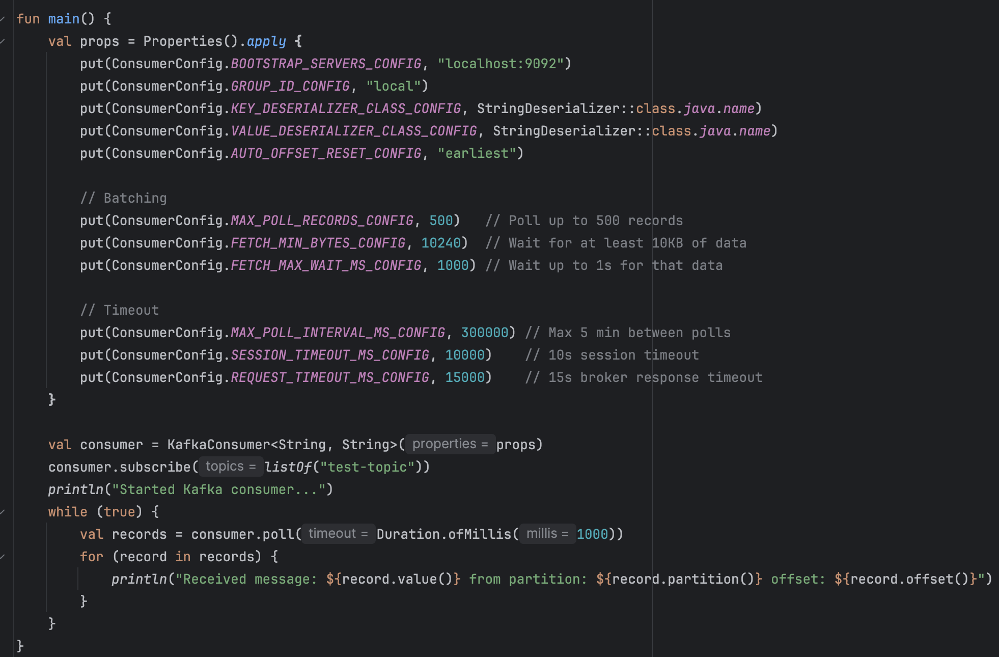 fun main() {
    val props = Properties().apply {
        put(ConsumerConfig.BOOTSTRAP_SERVERS_CONFIG, "localhost:9092")
        put(ConsumerConfig.GROUP_ID_CONFIG, "local")
        put(ConsumerConfig.KEY_DESERIALIZER_CLASS_CONFIG, StringDeserializer::class.java.name)
        put(ConsumerConfig.VALUE_DESERIALIZER_CLASS_CONFIG, StringDeserializer::class.java.name)
        put(ConsumerConfig.AUTO_OFFSET_RESET_CONFIG, "earliest")

        // Batching
        put(ConsumerConfig.MAX_POLL_RECORDS_CONFIG, 500)   // Poll up to 500 records
        put(ConsumerConfig.FETCH_MIN_BYTES_CONFIG, 10240)  // Wait for at least 10KB of data
        put(ConsumerConfig.FETCH_MAX_WAIT_MS_CONFIG, 1000) // Wait up to 1s for that data

        // Timeout
        put(ConsumerConfig.MAX_POLL_INTERVAL_MS_CONFIG, 300000) // Max 5 min between polls
        put(ConsumerConfig.SESSION_TIMEOUT_MS_CONFIG, 10000)    // 10s session timeout
        put(ConsumerConfig.REQUEST_TIMEOUT_MS_CONFIG, 15000)    // 15s broker response timeout
    }

    val consumer = KafkaConsumer<String, String>( properties = props)
    consumer.subscribe( topics = listOf("test-topic"))
    println("Started Kafka consumer...")
    while (true) {
        val records = consumer.poll( timeout = Duration.ofMillis( millis = 1000))
        for (record in records) {
            println("Received message: ${record.value()} from partition: ${record.partition()} offset: ${record.offset()}")
        }
    }
}